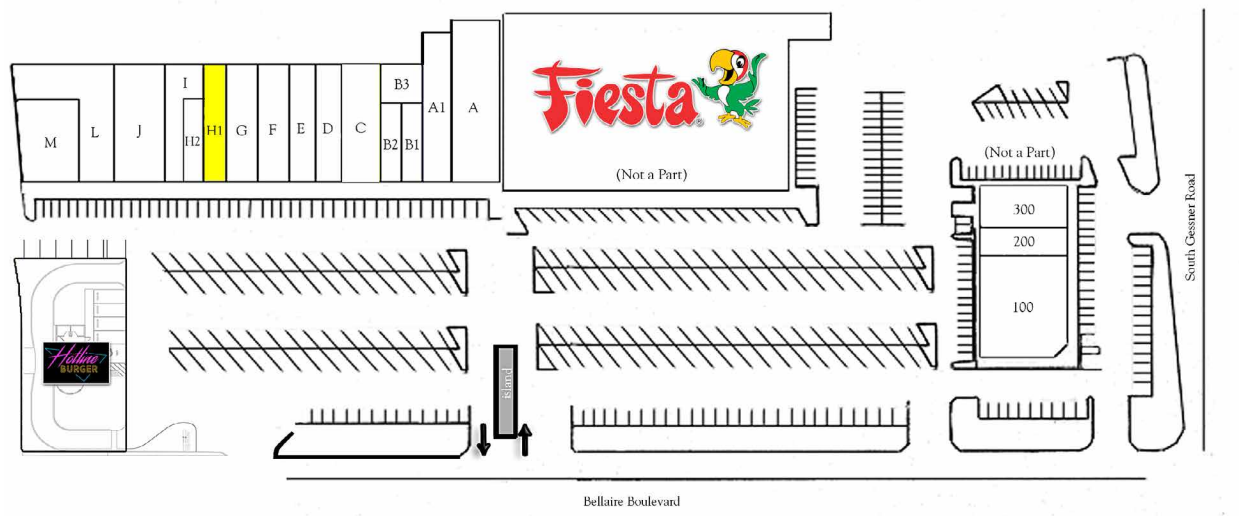 Fiesta®
(Not a Part)
A
A1
B3
B2
B1
C
D
E
F
G
H1
H2
I
J
L
M
(Not a Part)
300
200
100
South Gessner Road
Hotline
BURGER
island
Bellaire Boulevard